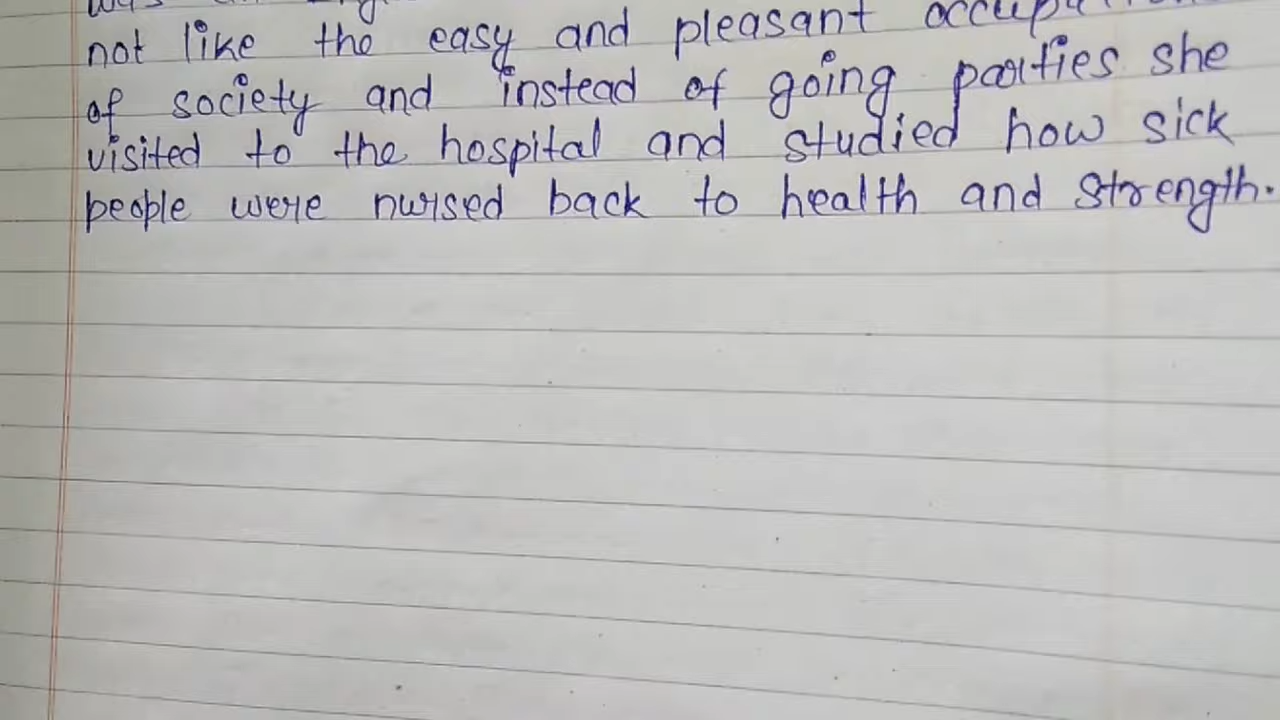 not like the easy and pleasant
of society and instead of going parties she
visited to the hospital and studied how sick
people were nursed back to health and strength.